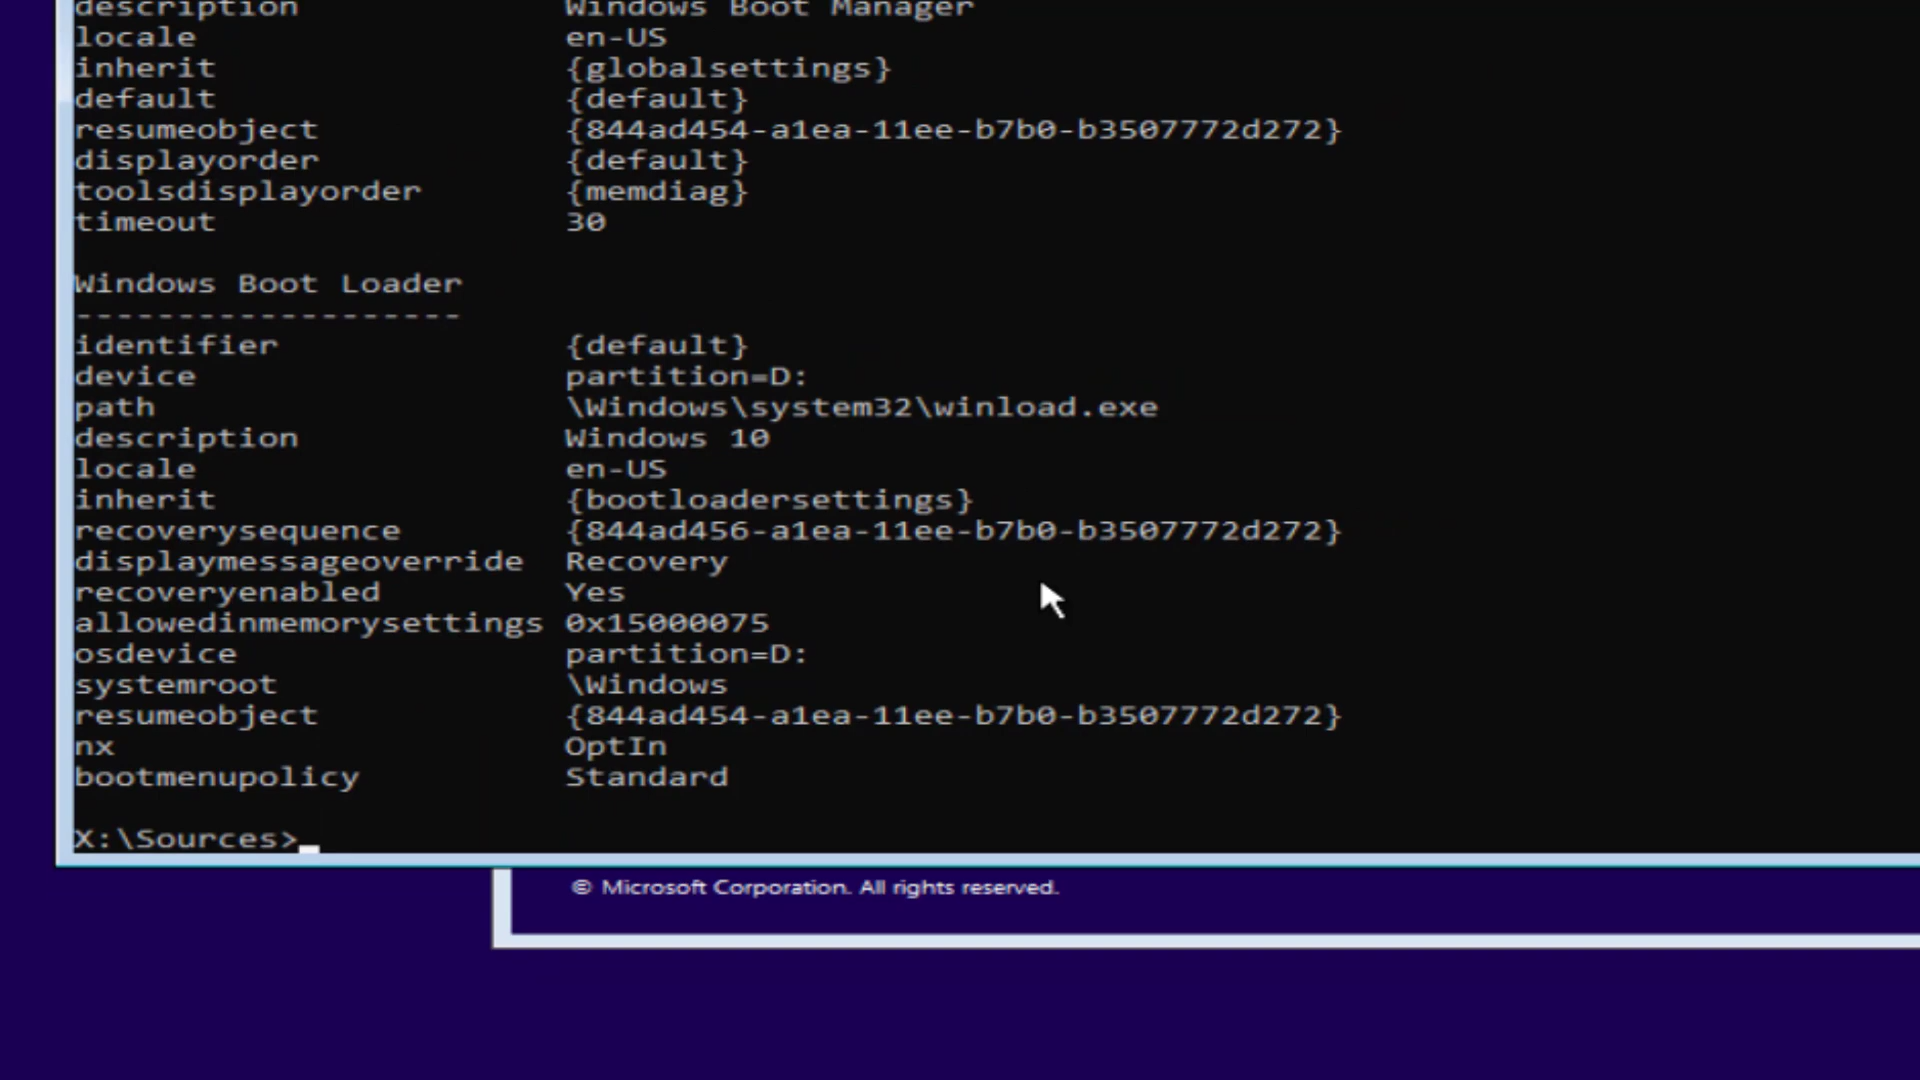 description Windows Boot Manager
locale en-US
inherit {globalsettings}
default {default}
resumeobject {844ad454-a1ea-11ee-b7b0-b3507772d272}
displayorder {default}
toolsdisplayorder {memdiag}
timeout 30
Windows Boot Loader
-------------------
identifier {default}
device partition=D:
path \Windows\system32\winload.exe
description Windows 10
locale en-US
inherit {bootloadersettings}
recoverysequence {844ad456-a1ea-11ee-b7b0-b3507772d272}
displaymessageoverride Recovery
recoveryenabled Yes
allowedinmemorysettings 0x15000075
osdevice partition=D:
systemroot \Windows
resumeobject {844ad454-a1ea-11ee-b7b0-b3507772d272}
nx OptIn
bootmenupolicy Standard
X:\Sources>
© Microsoft Corporation. All rights reserved.